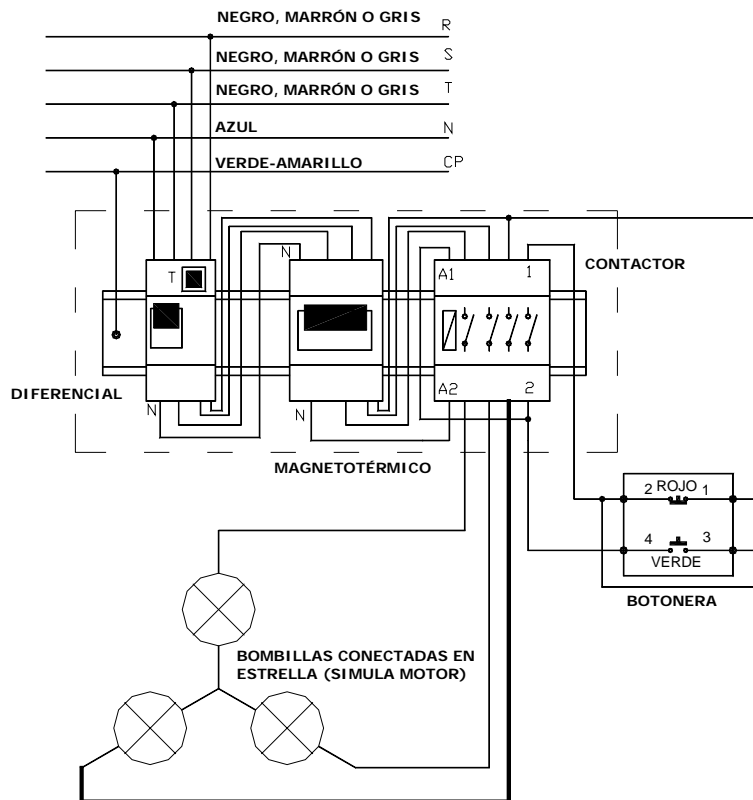 NEGRO, MARRÓN O GRIS R
NEGRO, MARRÓN O GRIS S
NEGRO, MARRÓN O GRIS T
AZUL N
VERDE-AMARILLO CP
N
T
A1 1
CONTACTOR
DIFERENCIAL
N
N
A2 2
MAGNETOTÉRMICO
2 ROJO 1
4 3
VERDE
BOTONERA
BOMBILLAS CONECTADAS EN
ESTRELLA (SIMULA MOTOR)